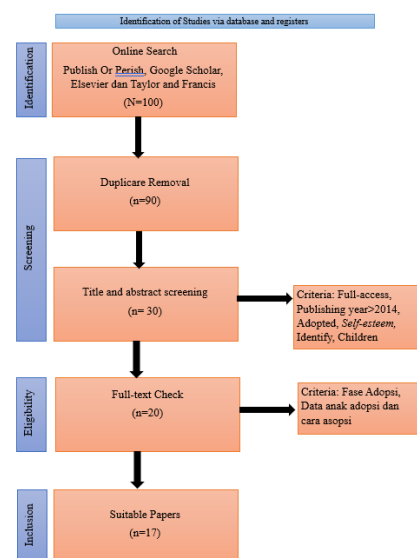 Identification of Studies via database and registers
Identification
Online Search
Publish Or Perish, Google Scholar,
Elsevier dan Taylor and Francis
(N=100)
Screening
Duplicare Removal
(n=90)
Title and abstract screening
(n= 30)
Criteria: Full-access,
Publishing year>2014,
Adopted, Self-esteem,
Identify, Children
Eligibility
Full-text Check
(n=20)
Criteria: Fase Adopsi,
Data anak adopsi dan
cara asopsi
Inclusion
Suitable Papers
(n=17)